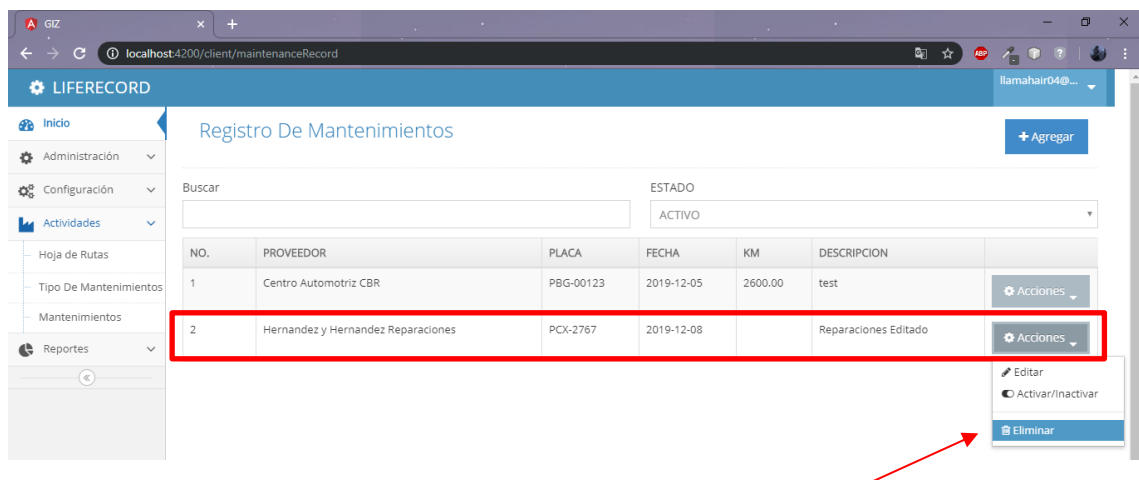 GIZ
localhost:4200/client/maintenanceRecord
ABP
LIFERECORD
llamahair04@...
Inicio
Registro De Mantenimientos
Agregar
Administración
Configuración
Buscar
ESTADO
Actividades
ACTIVO
Hoja de Rutas
NO. PROVEEDOR PLACA FECHA KM DESCRIPCION
Tipo De Mantenimientos
1 Centro Automotriz CBR PBG-00123 2019-12-05 2600.00 test Acciones
Mantenimientos
2 Hernandez y Hernandez Reparaciones PCX-2767 2019-12-08 Reparaciones Editado Acciones
Reportes
Editar
Activar/Inactivar
Eliminar